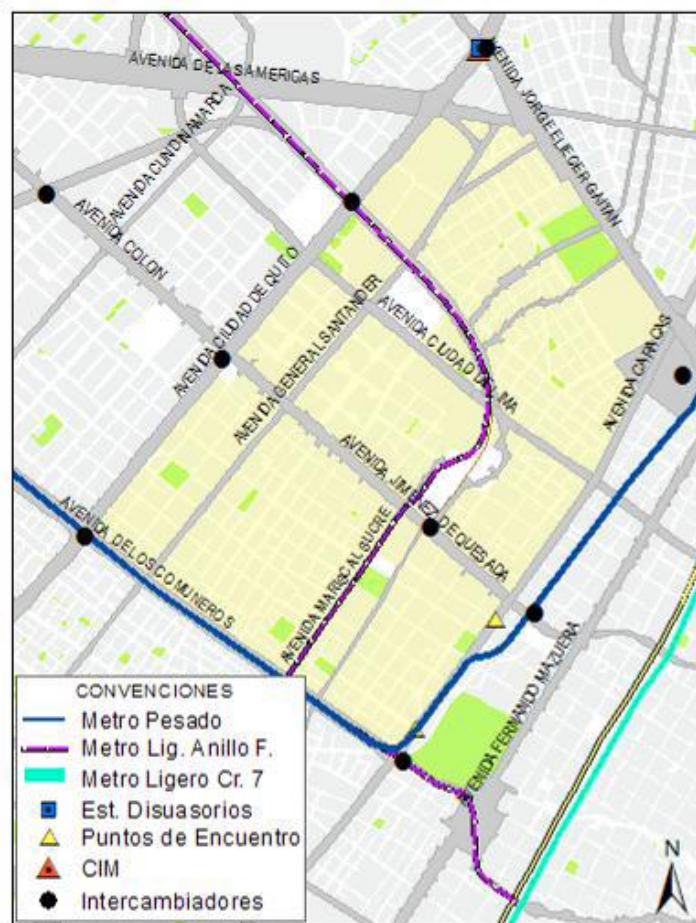 AVENIDA DE LAS AMERICAS
AVENIDA JORGE ELIECER GAITAN
AVENIDA CUNDINAMARCA
AVENIDA COLON
AVENIDA CIUDAD DE QUITO
AVENIDA GENERAL SANTANDER
AVENIDA CIUDAD DE LIMA
AVENIDA CARACAS
AVENIDA JIMENEZ DE QUESADA
AVENIDA DE LOS COMUNEROS
AVENIDA MARISCAL SUCRE
AVENIDA FERNANDO MAZUERA
CONVENCIONES
Metro Pesado
Metro Lig. Anillo F.
Metro Ligero Cr. 7
Est. Disuasorios
Puntos de Encuentro
CIM
Intercambiadores
N